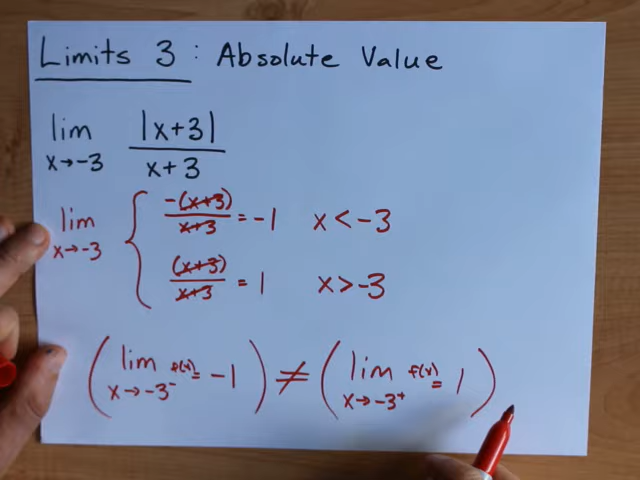 Limits 3 : Absolute Value
lim x→-3 |x+3| / x+3
lim x→-3 { -(x+3) / x+3 = -1 x < -3
(x+3) / x+3 = 1 x > -3
( lim x→-3⁻ f(x) = -1 ) ≠ ( lim x→-3⁺ f(x) = 1 )